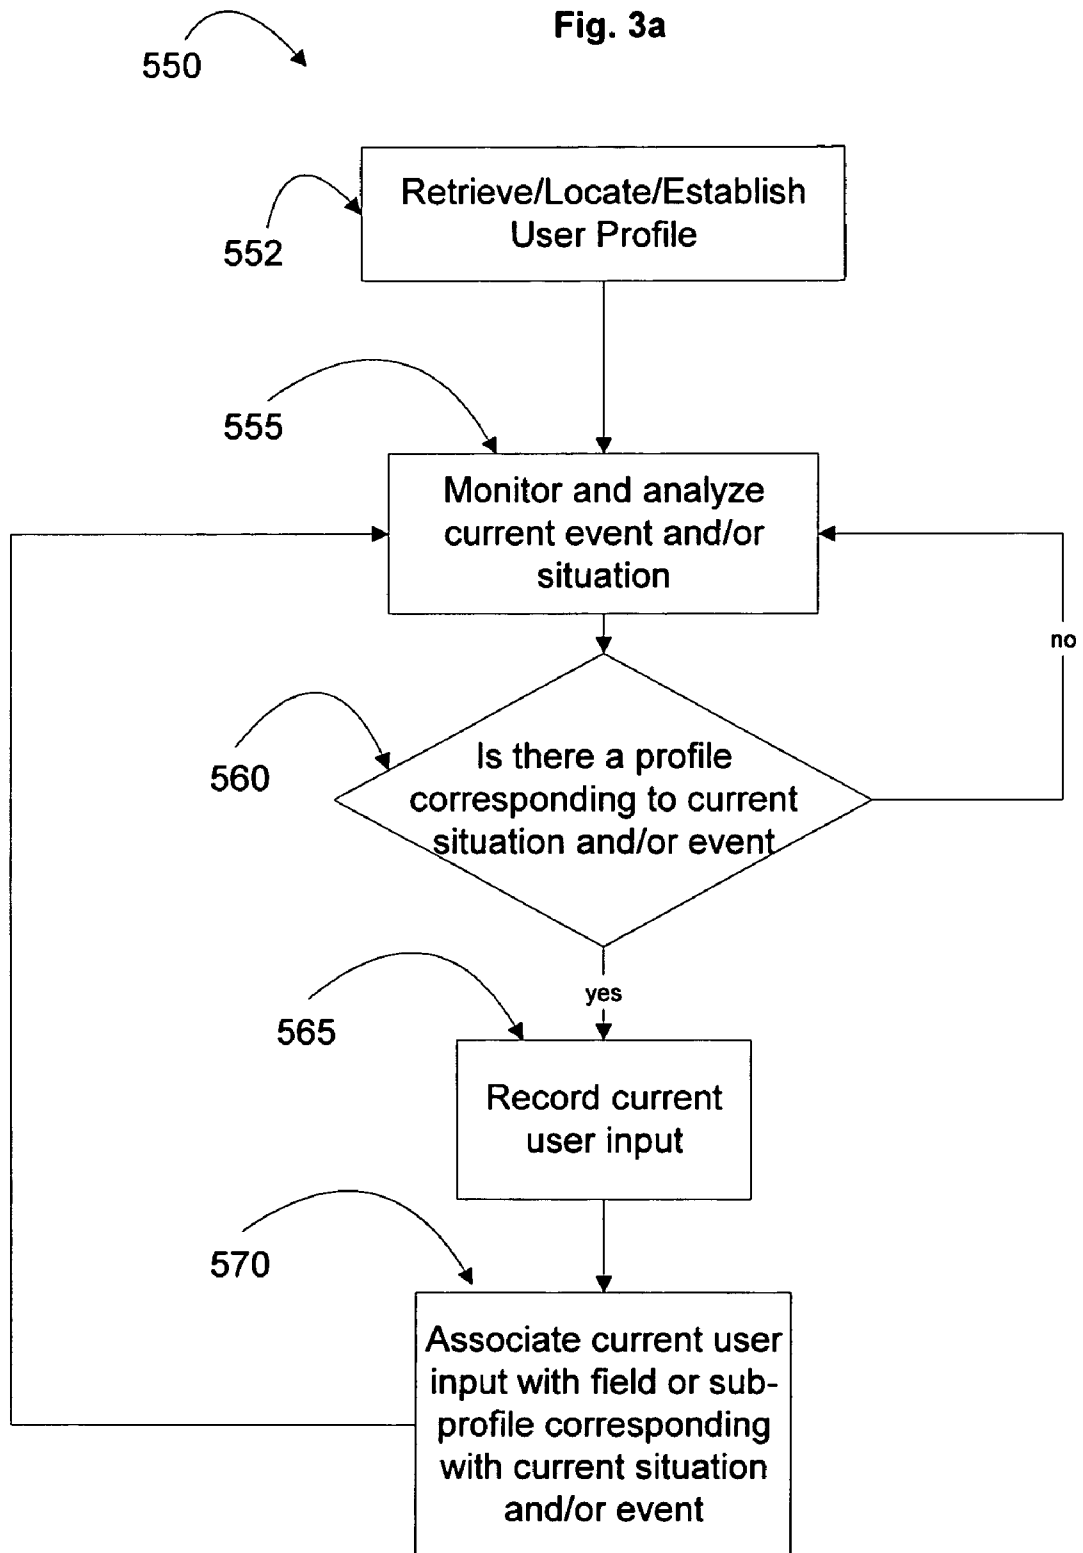 Fig. 3a
550
Retrieve/Locate/Establish
User Profile
552
555
Monitor and analyze
current event and/or
situation
no
560
Is there a profile
corresponding to current
situation and/or event
yes
565
Record current
user input
570
Associate current user
input with field or sub-
profile corresponding
with current situation
and/or event